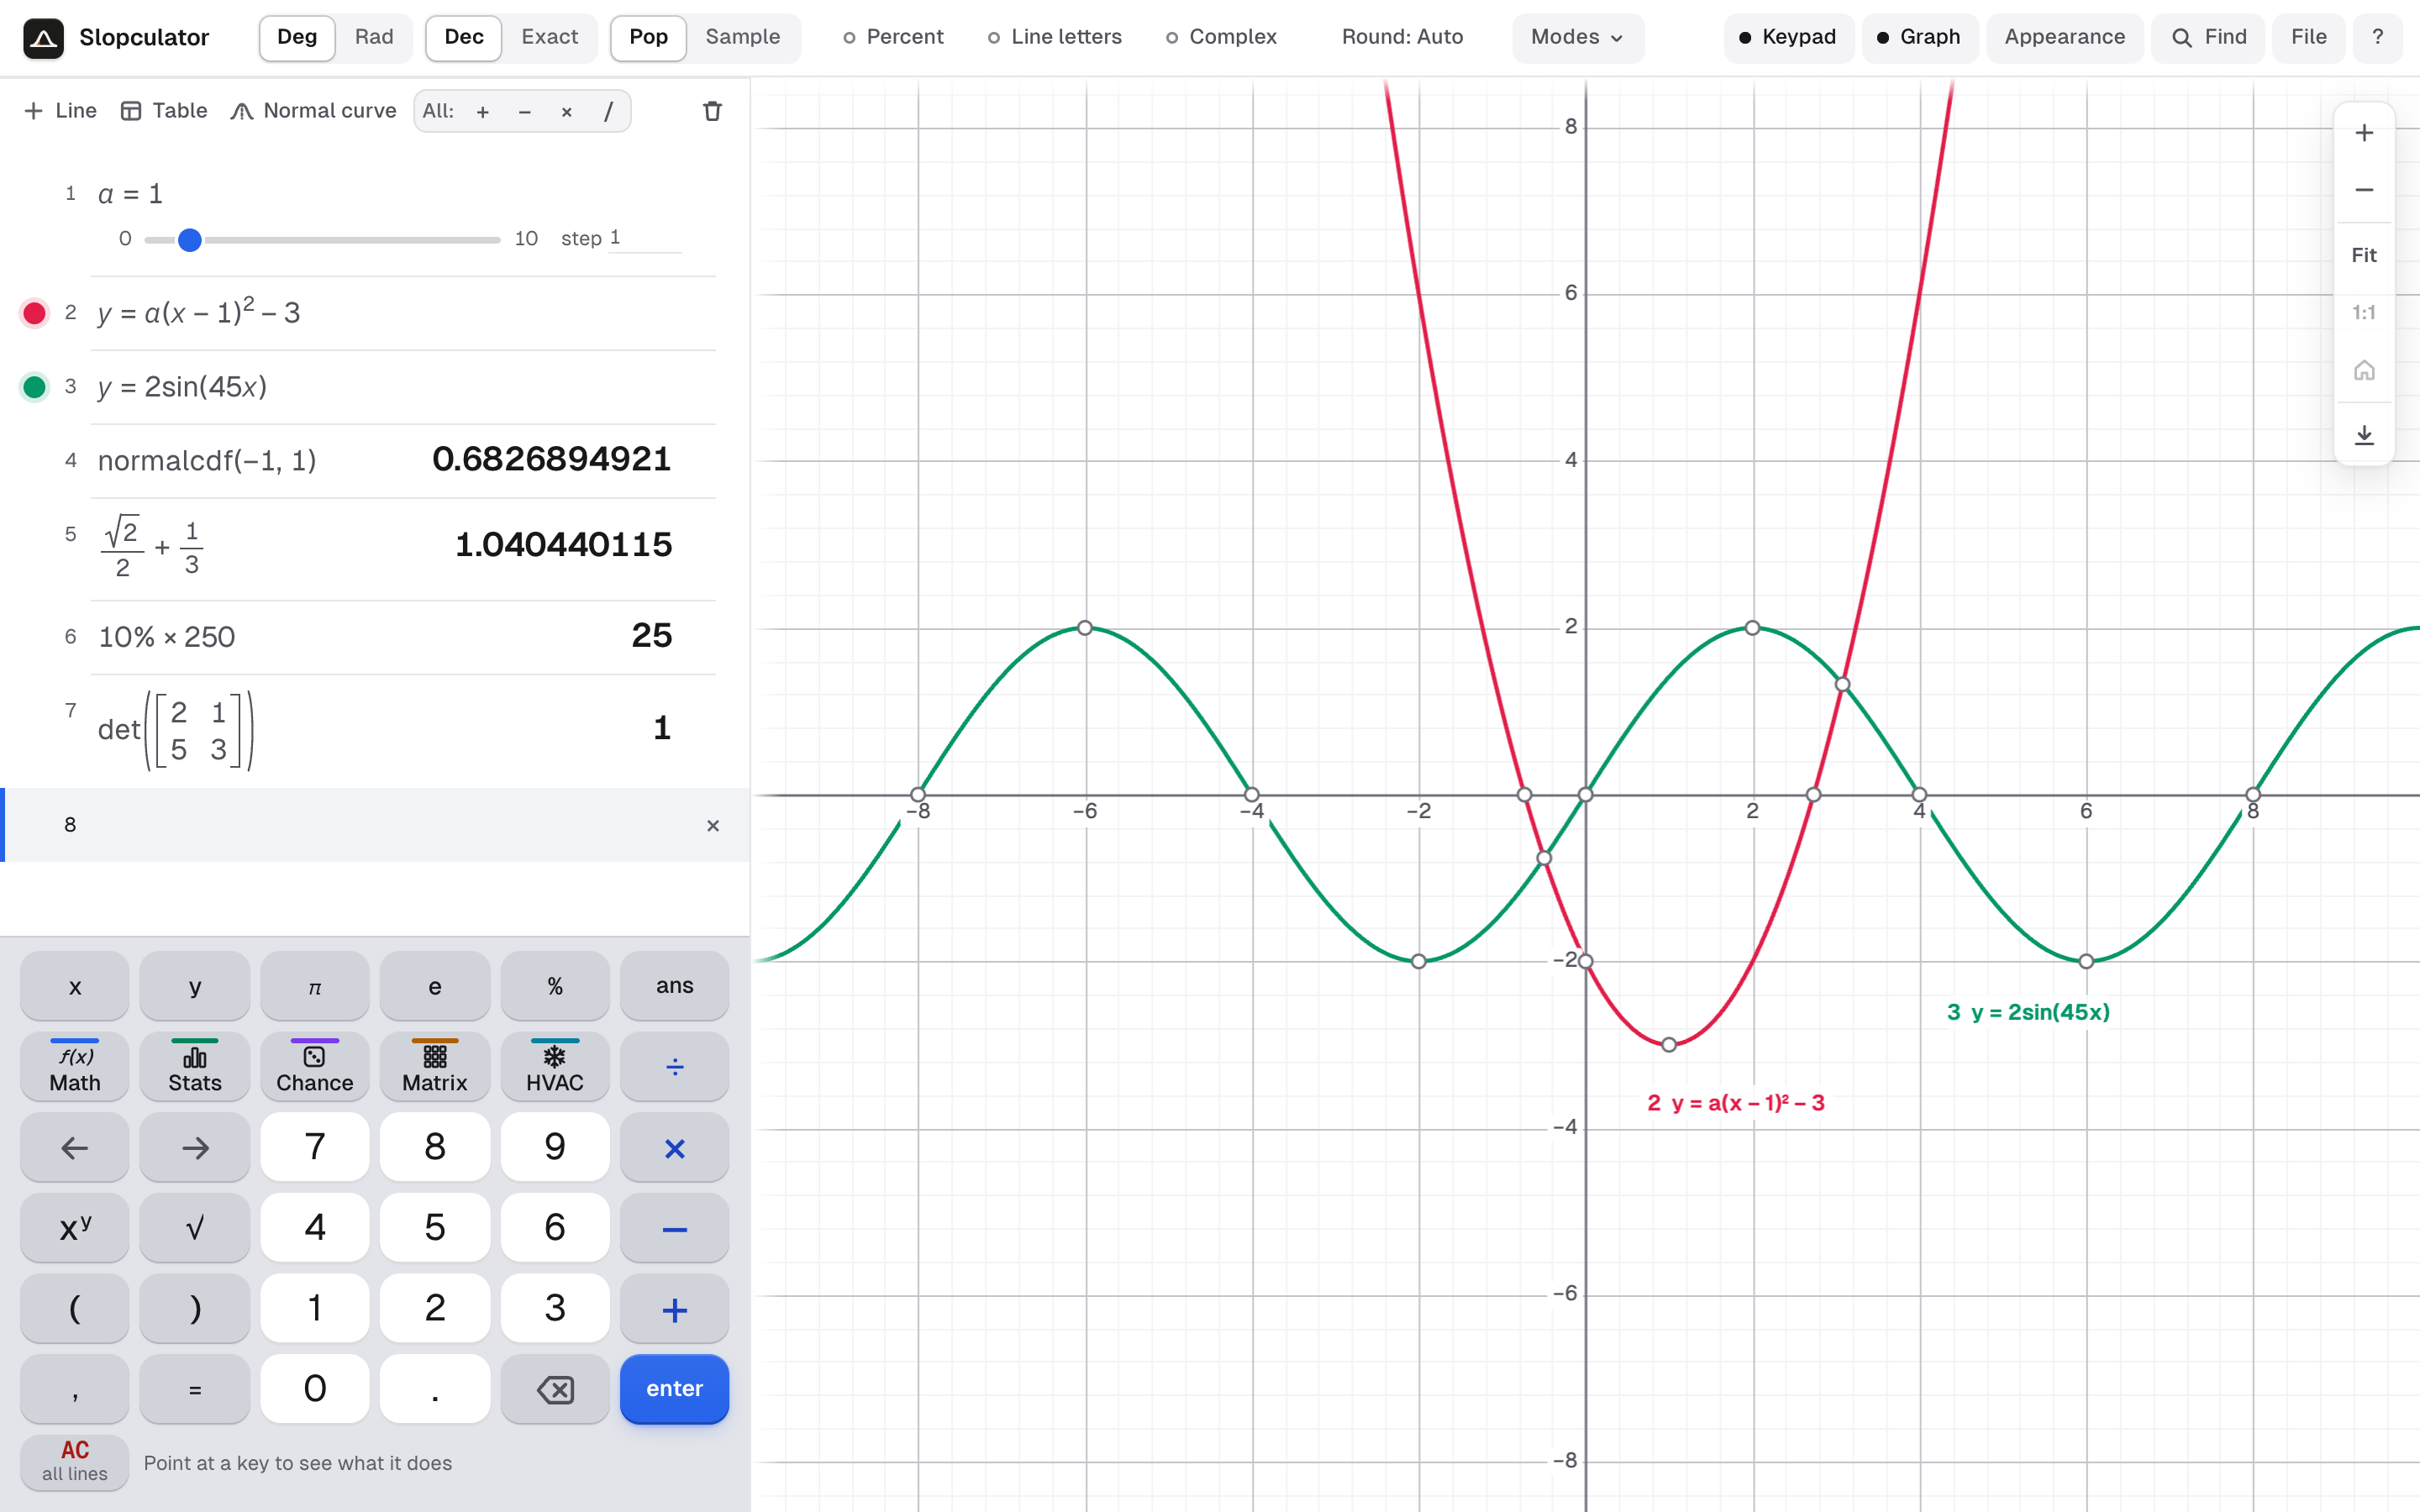 Slopculator Deg Rad Dec Exact Pop Sample Percent Line letters Complex Round: Auto Modes Keypad Graph Appearance Find File ?
+ Line Table Normal curve All: + − × /
1 a = 1
0 10 step 1
2 y = a(x − 1)² − 3
3 y = 2sin(45x)
4 normalcdf(−1, 1) 0.6826894921
5 √2/2 + 1/3 1.040440115
6 10% × 250 25
7 det([2 1
5 3]) 1
8 ×
x y π e % ans
f(x) Math Stats Chance Matrix HVAC ÷
← → 7 8 9 ×
xʸ √ 4 5 6 −
( ) 1 2 3 +
, = 0 . enter
AC
all lines
Point at a key to see what it does
8
6
4
2
−8 −6 −4 −2 2 4 6 8
−2
3 y = 2sin(45x)
2 y = a(x − 1)² − 3
−4
−6
−8
+
−
Fit
1:1